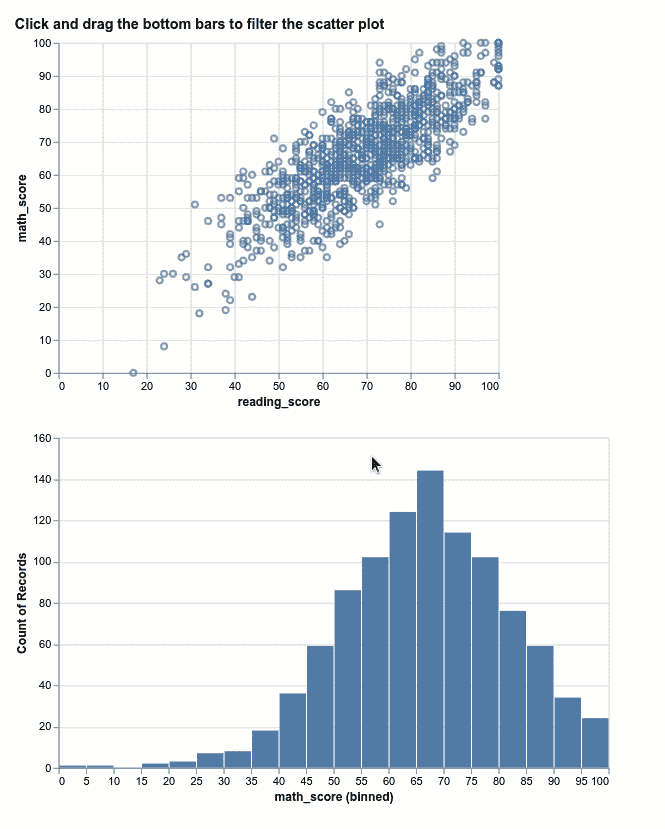 Click and drag the bottom bars to filter the scatter plot
100
90
80
70
60
50
40
30
20
10
0
math_score
0 10 20 30 40 50 60 70 80 90 100
reading_score
160
140
120
100
80
60
40
20
0
Count of Records
0 5 10 15 20 25 30 35 40 45 50 55 60 65 70 75 80 85 90 95 100
math_score (binned)